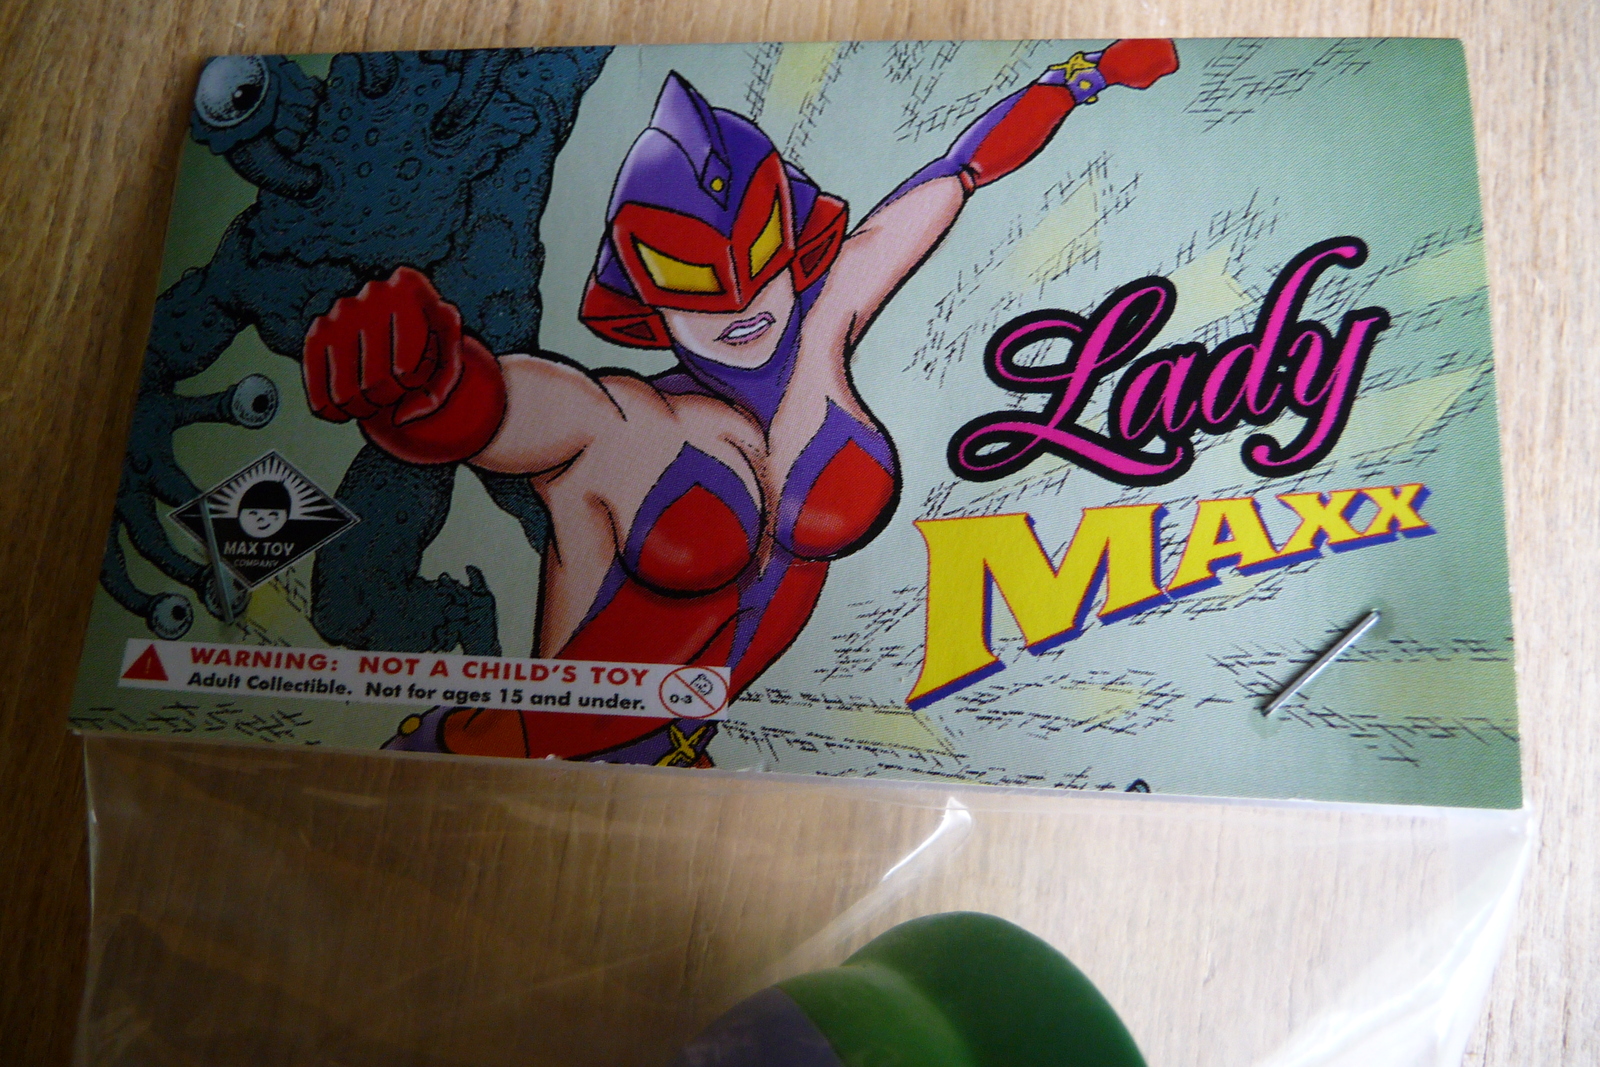 Lady
MAXX
MAX TOY
COMPANY
WARNING: NOT A CHILD'S TOY
Adult Collectible. Not for ages 15 and under.
0-3